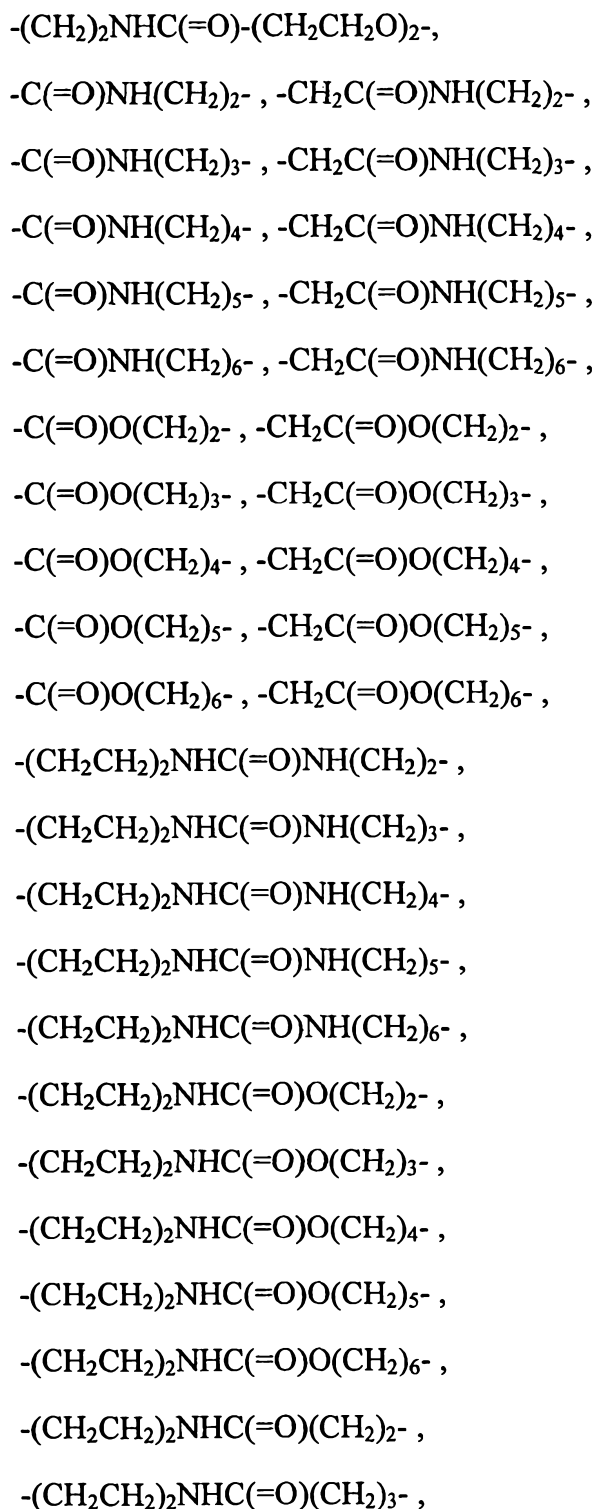 -(CH₂)₂NHC(=O)-(CH₂CH₂O)₂-,
-C(=O)NH(CH₂)₂- , -CH₂C(=O)NH(CH₂)₂- ,
-C(=O)NH(CH₂)₃- , -CH₂C(=O)NH(CH₂)₃- ,
-C(=O)NH(CH₂)₄- , -CH₂C(=O)NH(CH₂)₄- ,
-C(=O)NH(CH₂)₅- , -CH₂C(=O)NH(CH₂)₅- ,
-C(=O)NH(CH₂)₆- , -CH₂C(=O)NH(CH₂)₆- ,
-C(=O)O(CH₂)₂- , -CH₂C(=O)O(CH₂)₂- ,
-C(=O)O(CH₂)₃- , -CH₂C(=O)O(CH₂)₃- ,
-C(=O)O(CH₂)₄- , -CH₂C(=O)O(CH₂)₄- ,
-C(=O)O(CH₂)₅- , -CH₂C(=O)O(CH₂)₅- ,
-C(=O)O(CH₂)₆- , -CH₂C(=O)O(CH₂)₆- ,
-(CH₂CH₂)₂NHC(=O)NH(CH₂)₂- ,
-(CH₂CH₂)₂NHC(=O)NH(CH₂)₃- ,
-(CH₂CH₂)₂NHC(=O)NH(CH₂)₄- ,
-(CH₂CH₂)₂NHC(=O)NH(CH₂)₅- ,
-(CH₂CH₂)₂NHC(=O)NH(CH₂)₆- ,
-(CH₂CH₂)₂NHC(=O)O(CH₂)₂- ,
-(CH₂CH₂)₂NHC(=O)O(CH₂)₃- ,
-(CH₂CH₂)₂NHC(=O)O(CH₂)₄- ,
-(CH₂CH₂)₂NHC(=O)O(CH₂)₅- ,
-(CH₂CH₂)₂NHC(=O)O(CH₂)₆- ,
-(CH₂CH₂)₂NHC(=O)(CH₂)₂- ,
-(CH₂CH₂)₂NHC(=O)(CH₂)₃- ,